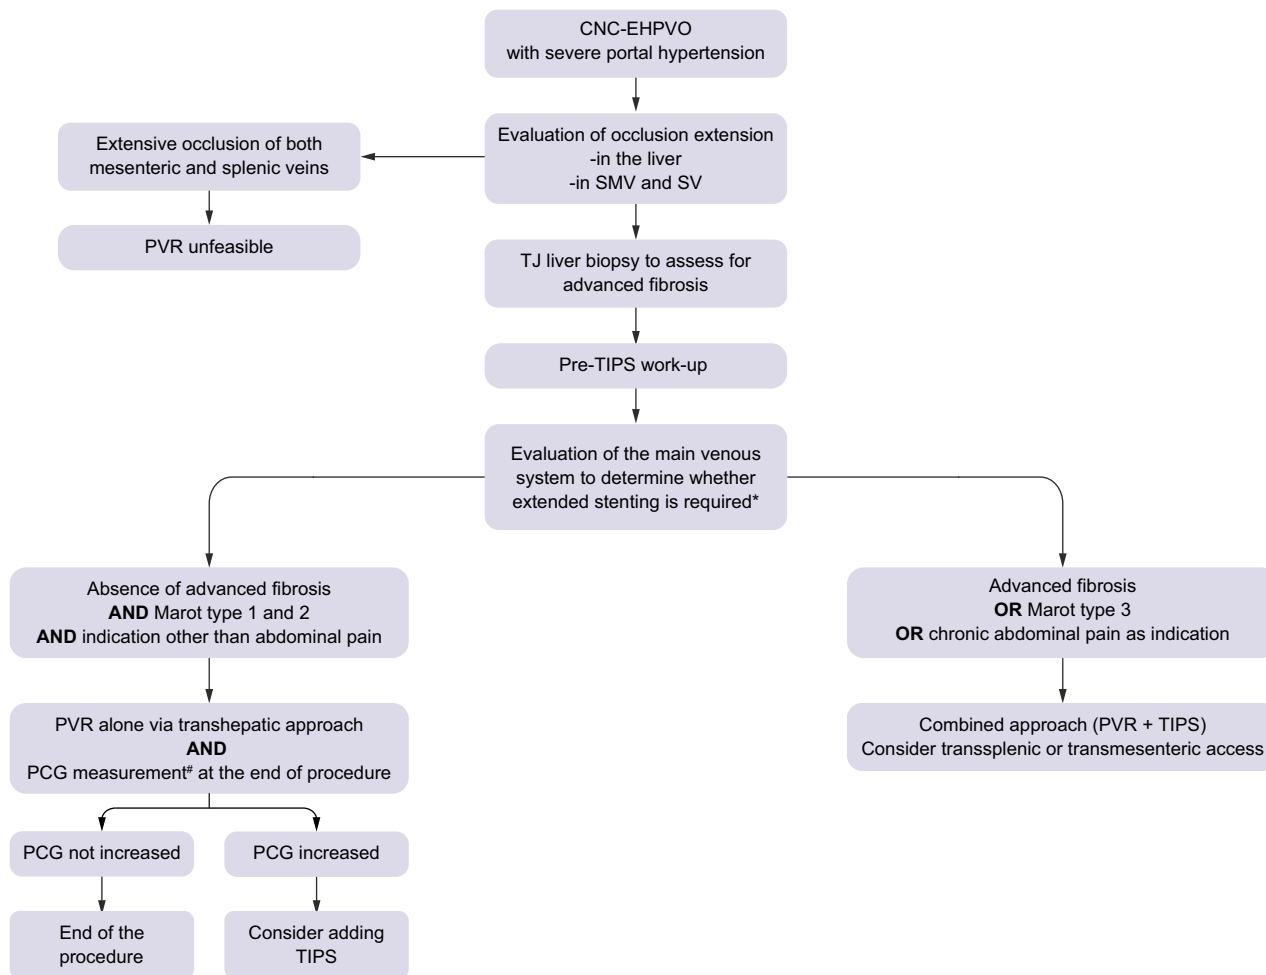 CNC-EHPVO
with severe portal hypertension
Evaluation of occlusion extension
-in the liver
-in SMV and SV
Extensive occlusion of both
mesenteric and splenic veins
PVR unfeasible
TJ liver biopsy to assess for
advanced fibrosis
Pre-TIPS work-up
Evaluation of the main venous
system to determine whether
extended stenting is required*
Absence of advanced fibrosis
AND Marot type 1 and 2
AND indication other than abdominal pain
Advanced fibrosis
OR Marot type 3
OR chronic abdominal pain as indication
PVR alone via transhepatic approach
AND
PCG measurement# at the end of procedure
Combined approach (PVR + TIPS)
Consider transsplenic or transmesenteric access
PCG not increased
PCG increased
End of the
procedure
Consider adding
TIPS